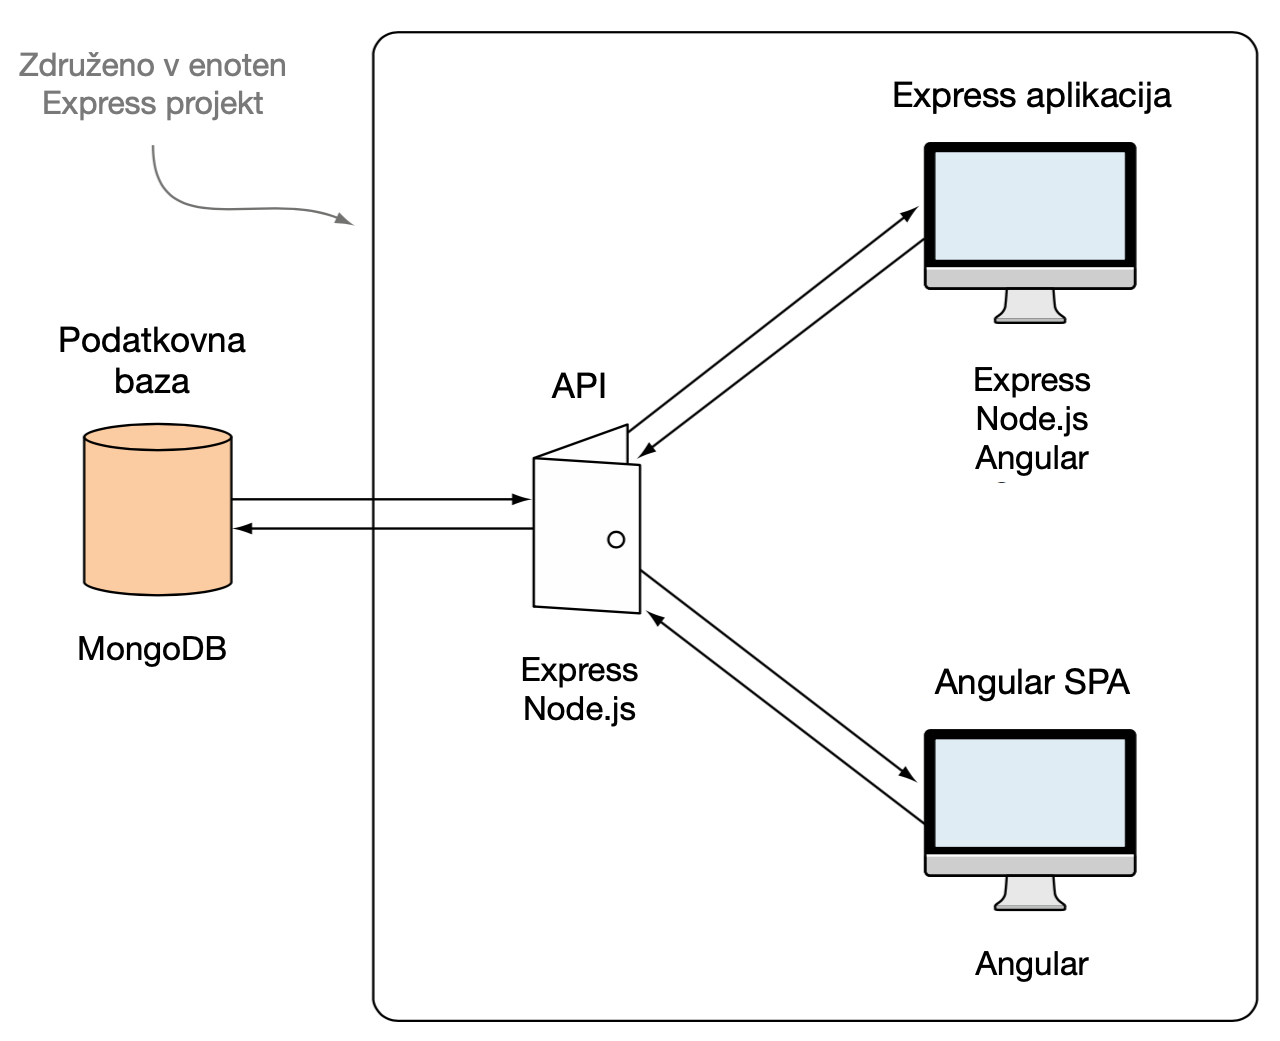 Združeno v enoten
Express projekt
Express aplikacija
Express
Node.js
Angular
Podatkovna
baza
MongoDB
API
Express
Node.js
Angular SPA
Angular